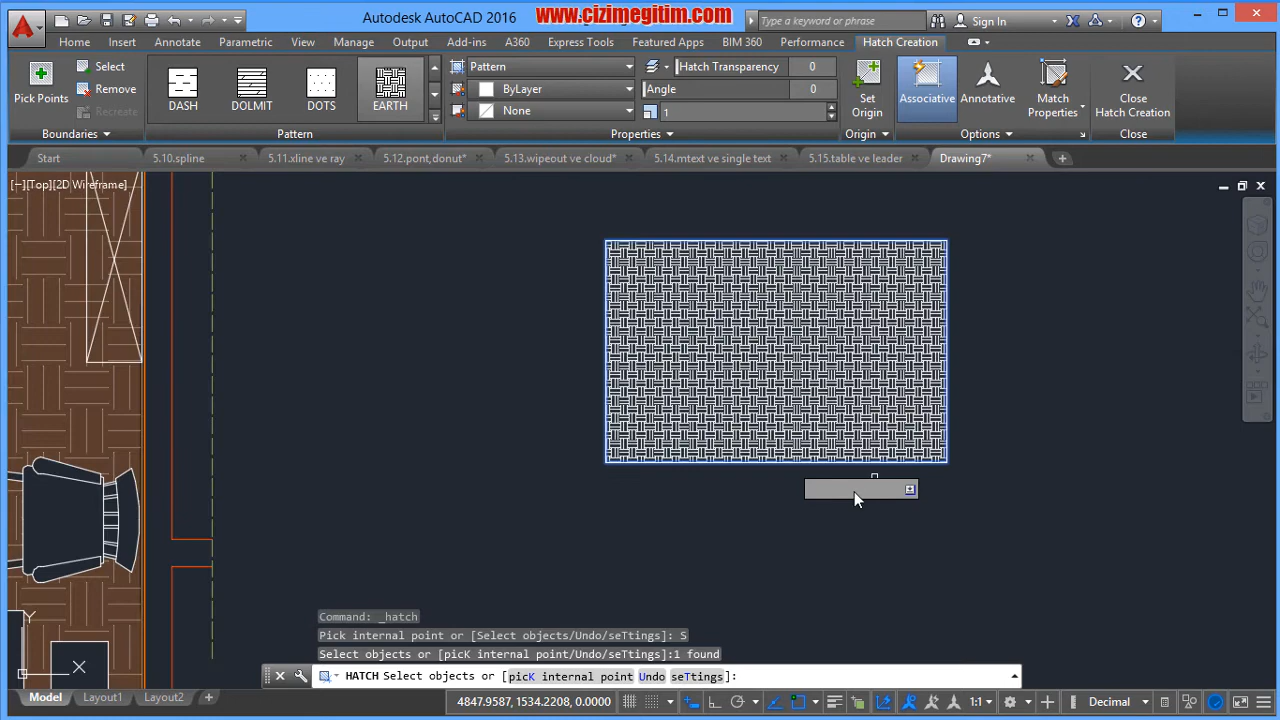 Autodesk AutoCAD 2016
www.cizimegitim.com
Type a keyword or phrase
Sign In
Home Insert Annotate Parametric View Manage Output Add-ins A360 Express Tools Featured Apps BIM 360 Performance Hatch Creation
Pick Points
Select
Remove
Recreate
Boundaries
DASH DOLMIT DOTS EARTH
Pattern
Pattern
ByLayer
None
Hatch Transparency 0
Angle 0
1
Properties
Set Origin
Origin
Associative
Annotative
Match Properties
Options
Close Hatch Creation
Close
Start 5.10.spline 5.11.xline ve ray 5.12.pont,donut* 5.13.wipeout ve cloud* 5.14.mtext ve single text 5.15.table ve leader Drawing7*
[−][Top][2D Wireframe]
Y
X
Command: _hatch
Pick internal point or [Select objects/Undo/seTtings]: S
Select objects or [picK internal point/Undo/seTtings]:1 found
HATCH Select objects or [picK internal point Undo seTtings]:
Model Layout1 Layout2 +
4847.9587, 1534.2208, 0.0000
1:1
Decimal